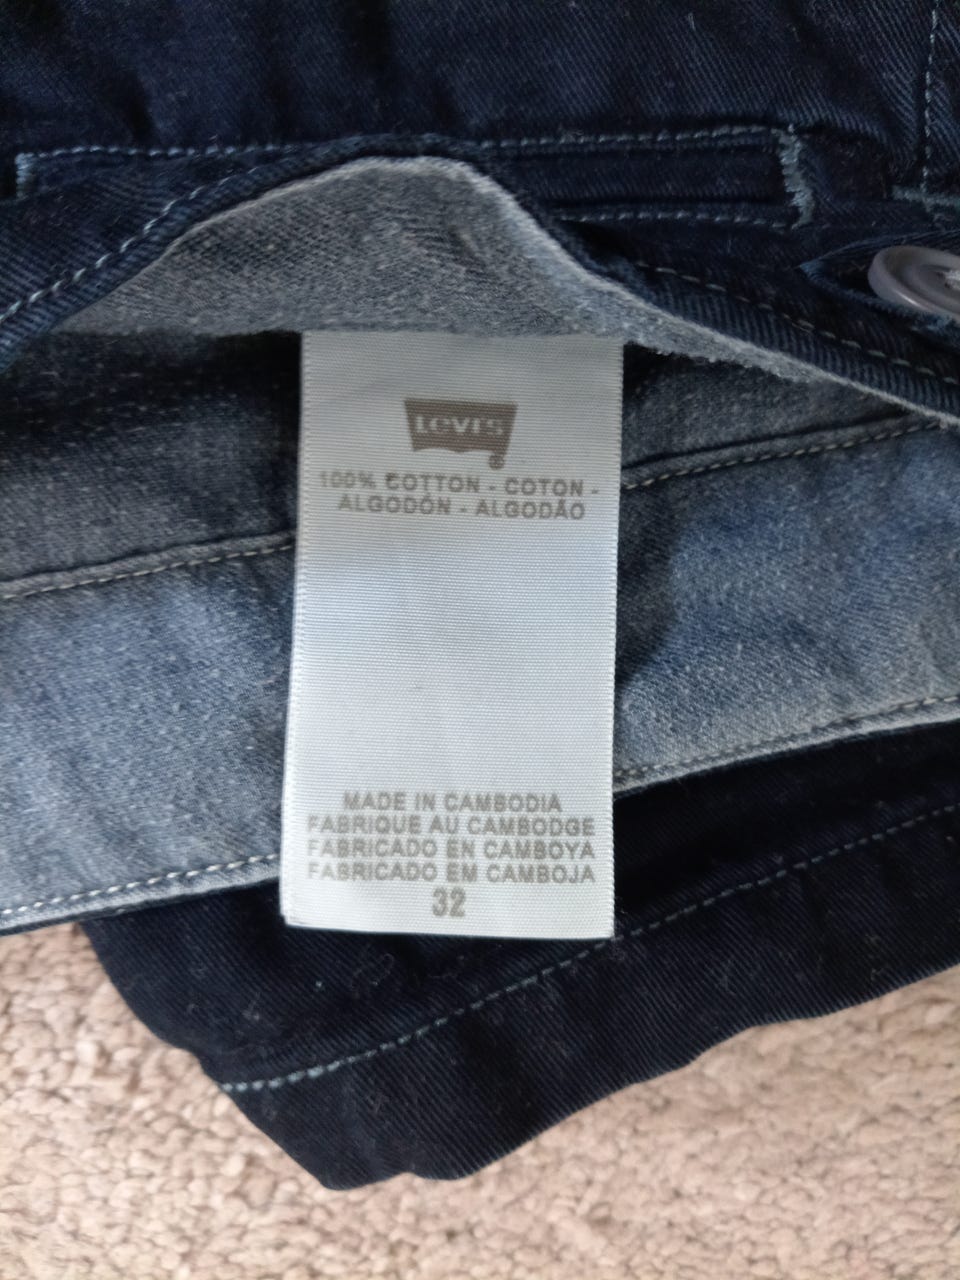 Levi's
100% COTTON - COTON -
ALGODÓN - ALGODÃO
MADE IN CAMBODIA
FABRIQUE AU CAMBODGE
FABRICADO EN CAMBOYA
FABRICADO EM CAMBOJA
32